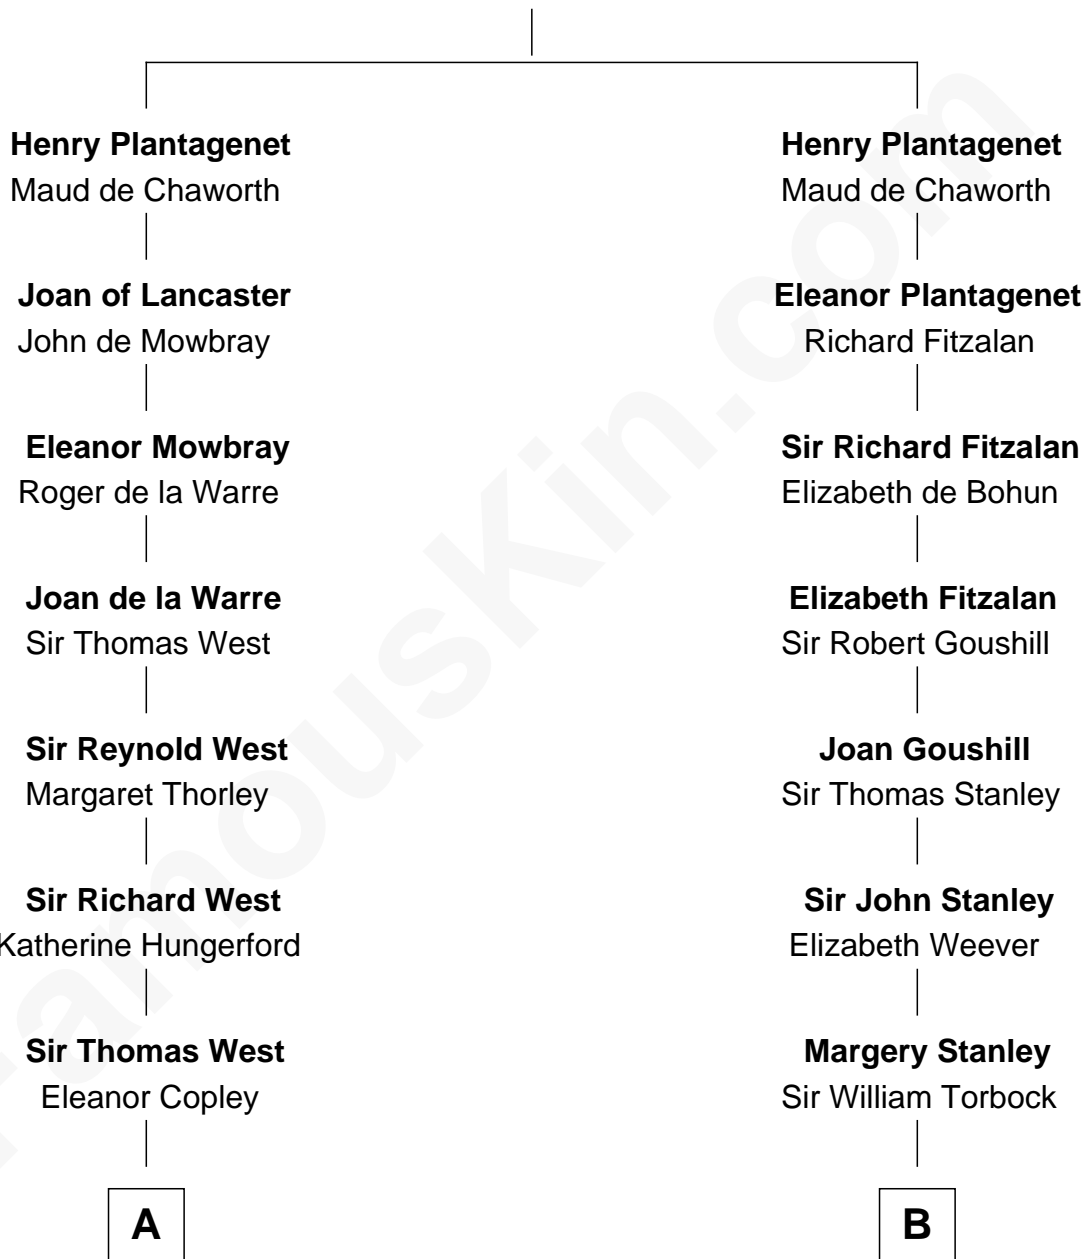 Henry Plantagenet
Maud de Chaworth
Joan of Lancaster
John de Mowbray
Eleanor Mowbray
Roger de la Warre
Joan de la Warre
Sir Thomas West
Sir Reynold West
Margaret Thorley
Sir Richard West
Katherine Hungerford
Sir Thomas West
Eleanor Copley
A
Henry Plantagenet
Maud de Chaworth
Eleanor Plantagenet
Richard Fitzalan
Sir Richard Fitzalan
Elizabeth de Bohun
Elizabeth Fitzalan
Sir Robert Goushill
Joan Goushill
Sir Thomas Stanley
Sir John Stanley
Elizabeth Weever
Margery Stanley
Sir William Torbock
B
FamousKin.com